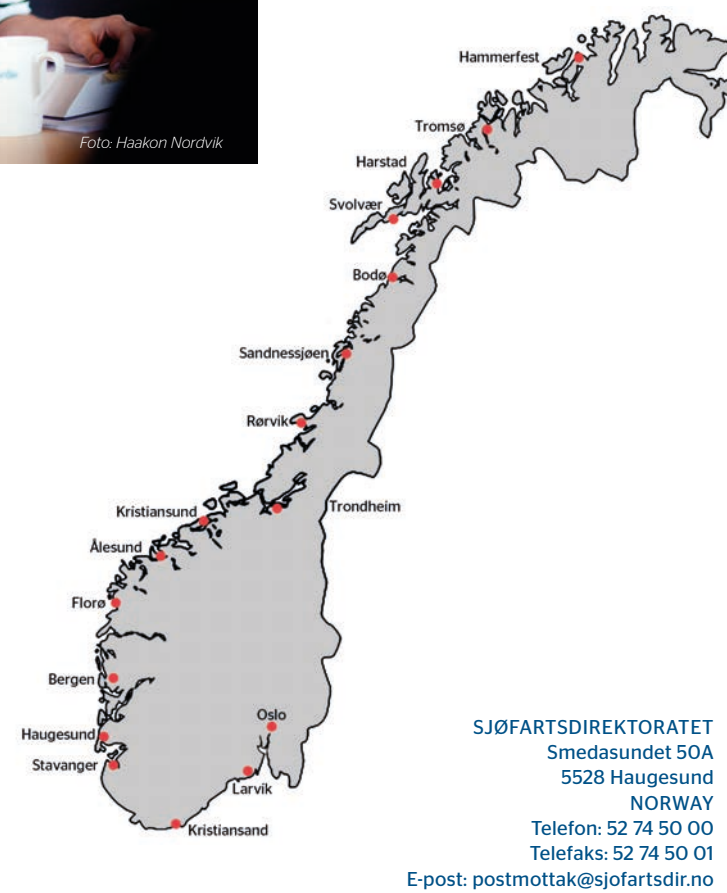 Foto: Haakon Nordvik
Hammerfest
Tromsø
Harstad
Svolvær
Bodø
Sandnessjøen
Rørvik
Trondheim
Kristiansund
Ålesund
Florø
Bergen
Oslo
Haugesund
Stavanger
Larvik
Kristiansand
SJØFARTSDIREKTORATET
Smedasundet 50A
5528 Haugesund
NORWAY
Telefon: 52 74 50 00
Telefaks: 52 74 50 01
E-post: postmottak@sjofartsdir.no